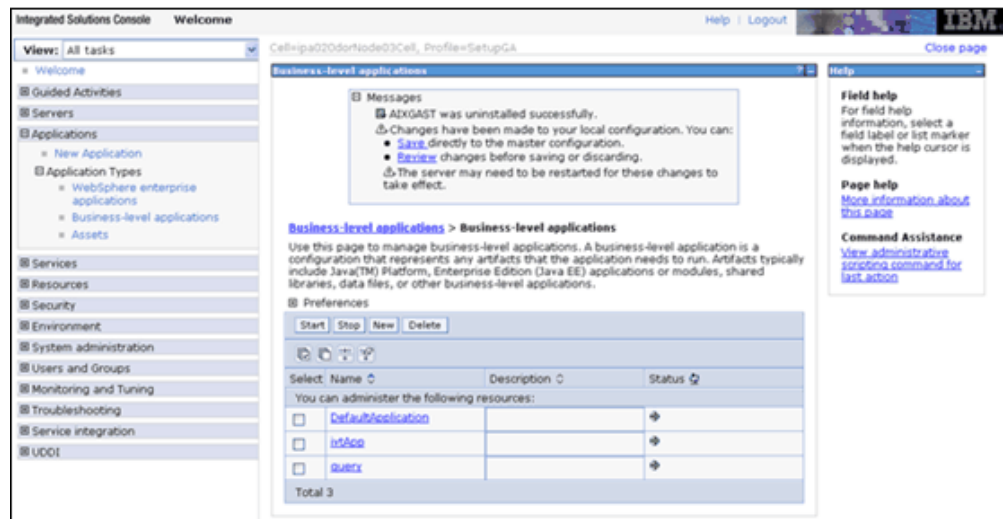 Integrated Solutions Console Welcome Help | Logout IBM
View: All tasks
Cell=ipa020dorNode03Cell, Profile=SetupGA Close page
Welcome
Guided Activities
Servers
Applications
New Application
Application Types
WebSphere enterprise
applications
Business-level applications
Assets
Services
Resources
Security
Environment
System administration
Users and Groups
Monitoring and Tuning
Troubleshooting
Service integration
UDDI
Business-level applications ? -
Messages
AIXGAST was uninstalled successfully.
Changes have been made to your local configuration. You can:
Save directly to the master configuration.
Review changes before saving or discarding.
The server may need to be restarted for these changes to
take effect.
Business-level applications > Business-level applications
Use this page to manage business-level applications. A business-level application is a
configuration that represents any artifacts that the application needs to run. Artifacts typically
include Java(TM) Platform, Enterprise Edition (Java EE) applications or modules, shared
libraries, data files, or other business-level applications.
Preferences
Start Stop New Delete
Select Name Description Status
You can administer the following resources:
DefaultApplication
ivtApp
query
Total 3
Help -
Field help
For field help
information, select a
field label or list marker
when the help cursor is
displayed.
Page help
More information about
this page
Command Assistance
View administrative
scripting command for
last action